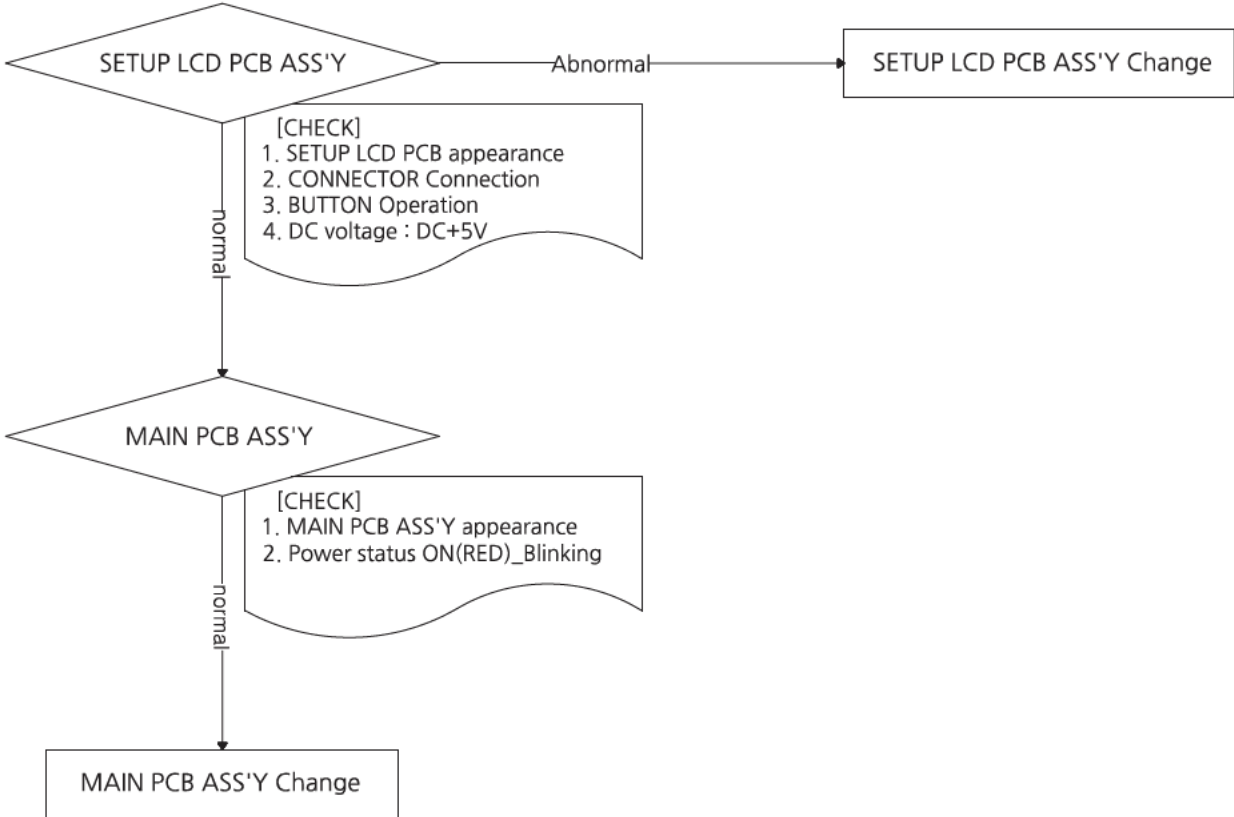 SETUP LCD PCB ASS'Y
Abnormal
SETUP LCD PCB ASS'Y Change
[CHECK]
1. SETUP LCD PCB appearance
2. CONNECTOR Connection
3. BUTTON Operation
4. DC voltage : DC+5V
normal
MAIN PCB ASS'Y
[CHECK]
1. MAIN PCB ASS'Y appearance
2. Power status ON(RED)_Blinking
normal
MAIN PCB ASS'Y Change